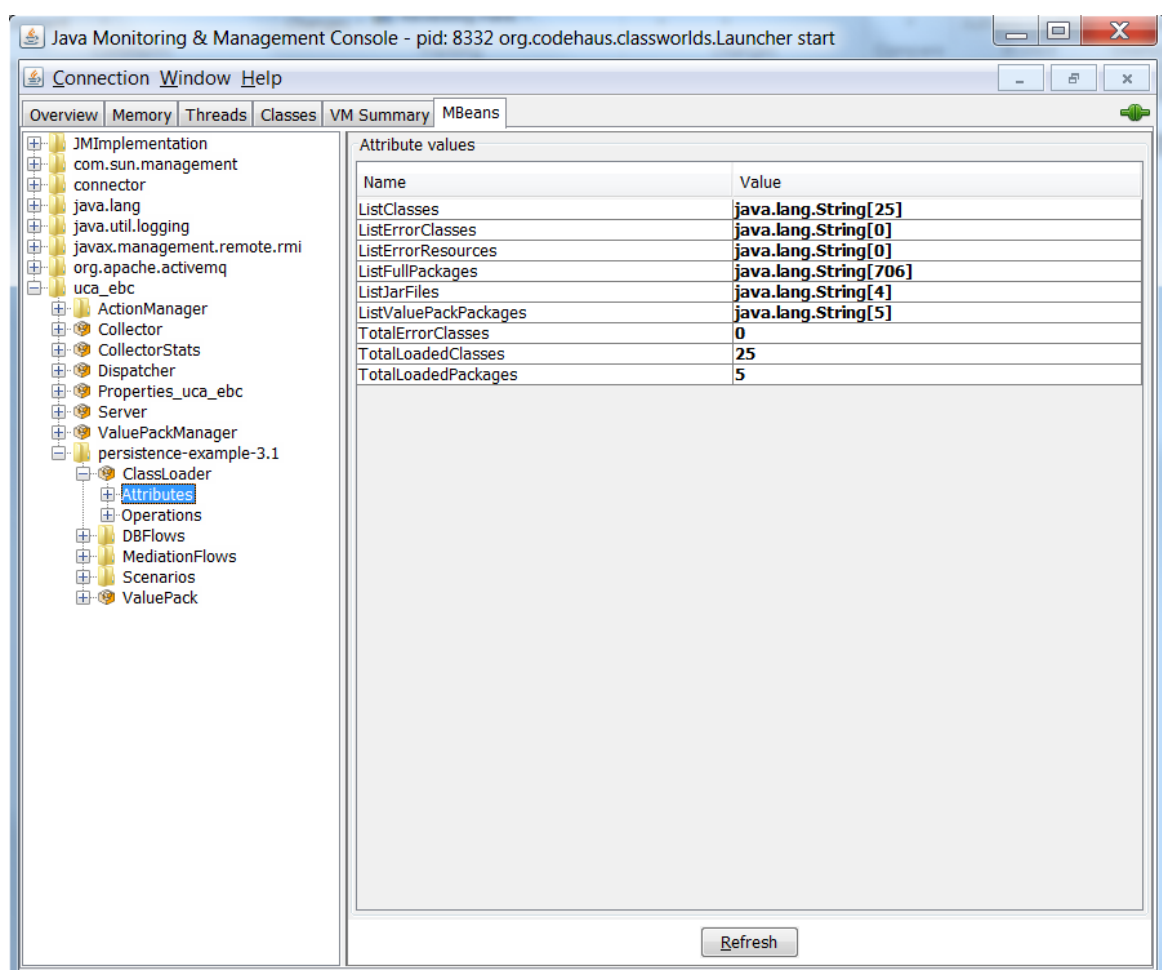 Java Monitoring & Management Console - pid: 8332 org.codehaus.classworlds.Launcher start
Connection Window Help
Overview Memory Threads Classes VM Summary MBeans
JMImplementation
com.sun.management
connector
java.lang
java.util.logging
javax.management.remote.rmi
org.apache.activemq
uca_ebc
ActionManager
Collector
CollectorStats
Dispatcher
Properties_uca_ebc
Server
ValuePackManager
persistence-example-3.1
ClassLoader
Attributes
Operations
DBFlows
MediationFlows
Scenarios
ValuePack
Attribute values
Name Value
ListClasses java.lang.String[25]
ListErrorClasses java.lang.String[0]
ListErrorResources java.lang.String[0]
ListFullPackages java.lang.String[706]
ListJarFiles java.lang.String[4]
ListValuePackPackages java.lang.String[5]
TotalErrorClasses 0
TotalLoadedClasses 25
TotalLoadedPackages 5
Refresh